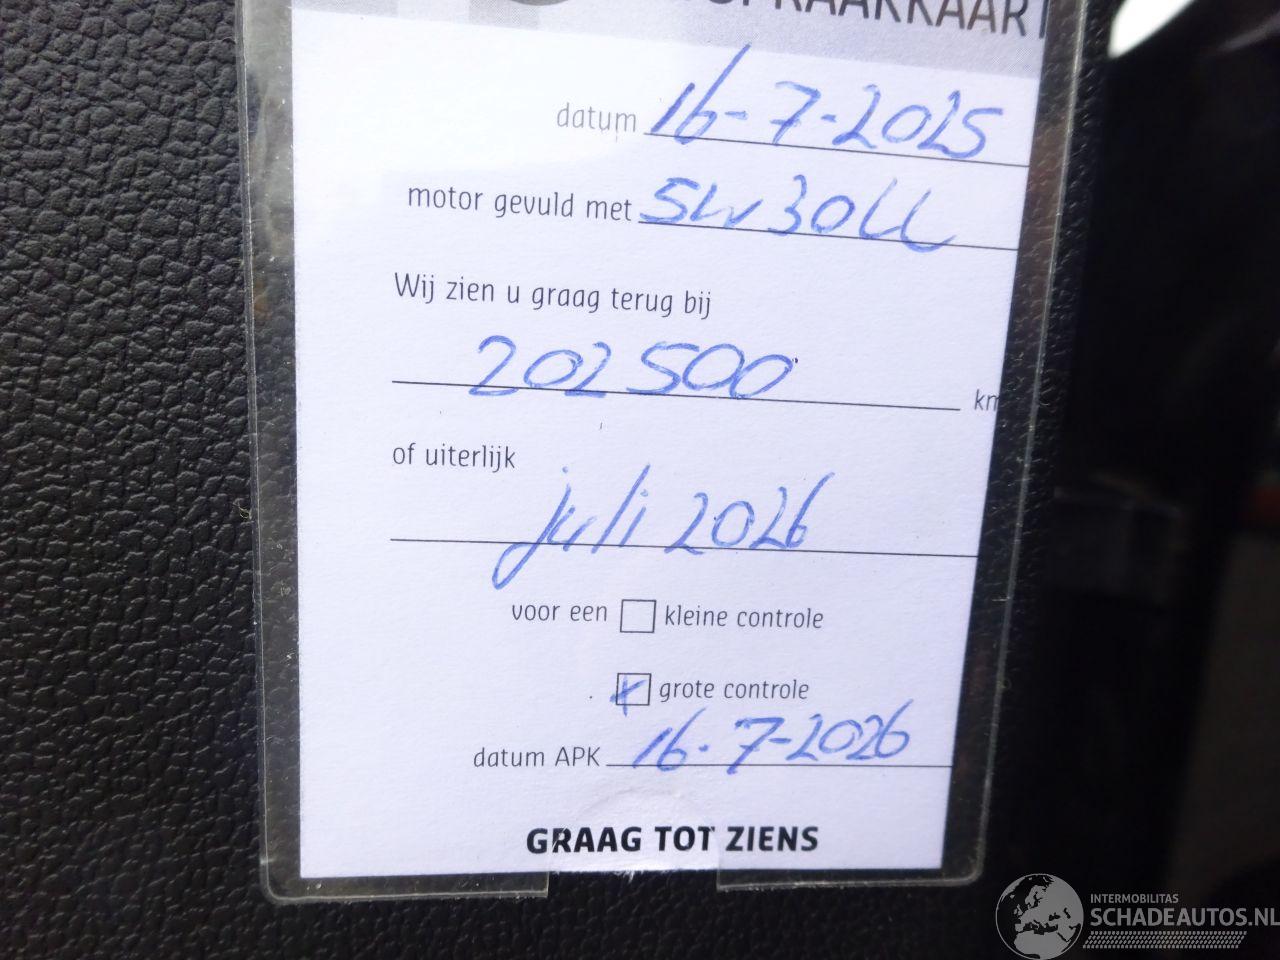 AFSPRAAKKAART
datum 16-7-2025
motor gevuld met 5w30LL
Wij zien u graag terug bij
202500 km
of uiterlijk
juli 2026
voor een kleine controle
x grote controle
datum APK 16-7-2026
GRAAG TOT ZIENS
INTERMOBILITAS
SCHADEAUTOS.NL